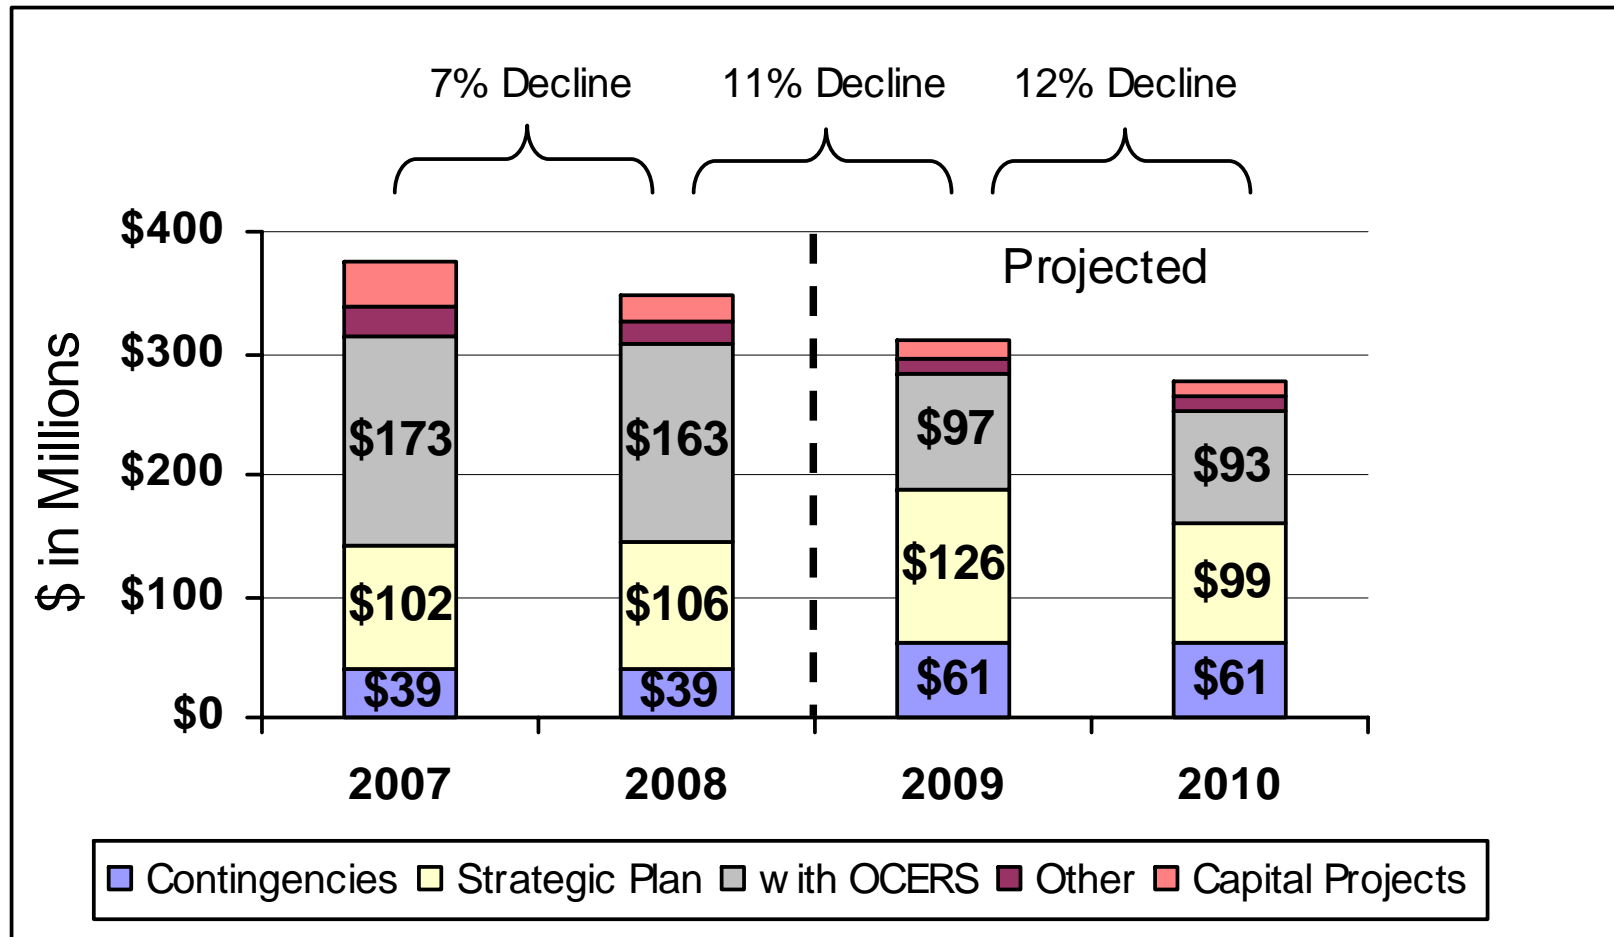 7% Decline 11% Decline 12% Decline
$400
Projected
$300
$200
$100
$0
$ in Millions
$173 $163 $97 $93
$102 $106 $126 $99
$39 $39 $61 $61
2007 2008 2009 2010
Contingencies Strategic Plan with OCERS Other Capital Projects